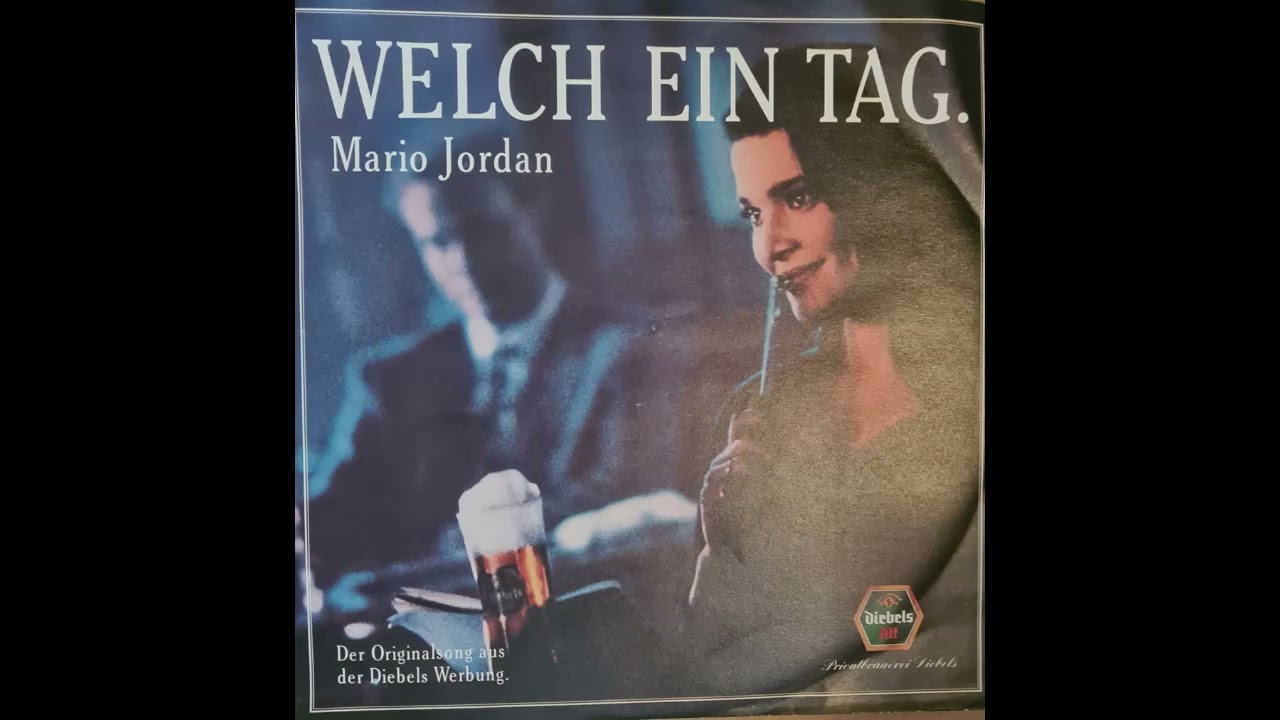 WELCH EIN TAG.
Mario Jordan
Der Originalsong aus
der Diebels Werbung.
Diebels
Alt
Privatbrauerei Diebels